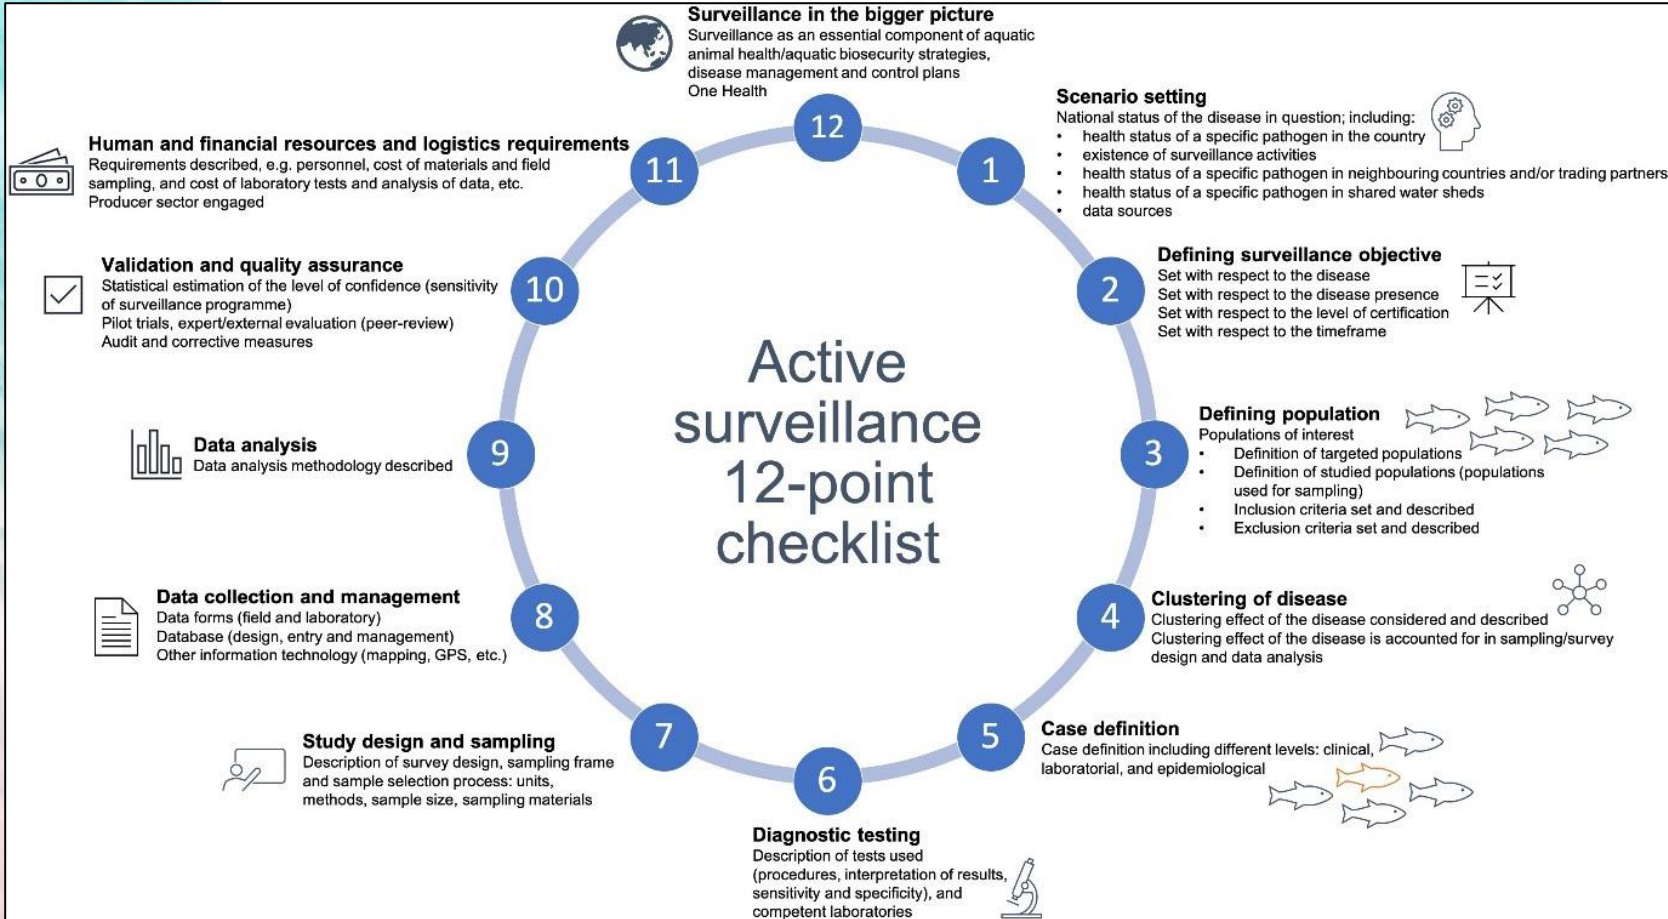 Surveillance in the bigger picture
Surveillance as an essential component of aquatic
animal health/aquatic biosecurity strategies,
disease management and control plans
One Health
12
Scenario setting
National status of the disease in question; including:
• health status of a specific pathogen in the country
• existence of surveillance activities
• health status of a specific pathogen in neighbouring countries and/or trading partners
• health status of a specific pathogen in shared water sheds
• data sources
1
Defining surveillance objective
Set with respect to the disease
Set with respect to the disease presence
Set with respect to the level of certification
Set with respect to the timeframe
2
Defining population
Populations of interest
• Definition of targeted populations
• Definition of studied populations (populations
used for sampling)
• Inclusion criteria set and described
• Exclusion criteria set and described
3
Clustering of disease
Clustering effect of the disease considered and described
Clustering effect of the disease is accounted for in sampling/survey
design and data analysis
4
Case definition
Case definition including different levels: clinical,
laboratorial, and epidemiological
5
6
Diagnostic testing
Description of tests used
(procedures, interpretation of results,
sensitivity and specificity), and
competent laboratories
7
Study design and sampling
Description of survey design, sampling frame
and sample selection process: units,
methods, sample size, sampling materials
8
Data collection and management
Data forms (field and laboratory)
Database (design, entry and management)
Other information technology (mapping, GPS, etc.)
9
Data analysis
Data analysis methodology described
10
Validation and quality assurance
Statistical estimation of the level of confidence (sensitivity
of surveillance programme)
Pilot trials, expert/external evaluation (peer-review)
Audit and corrective measures
11
Human and financial resources and logistics requirements
Requirements described, e.g. personnel, cost of materials and field
sampling, and cost of laboratory tests and analysis of data, etc.
Producer sector engaged
Active
surveillance
12-point
checklist